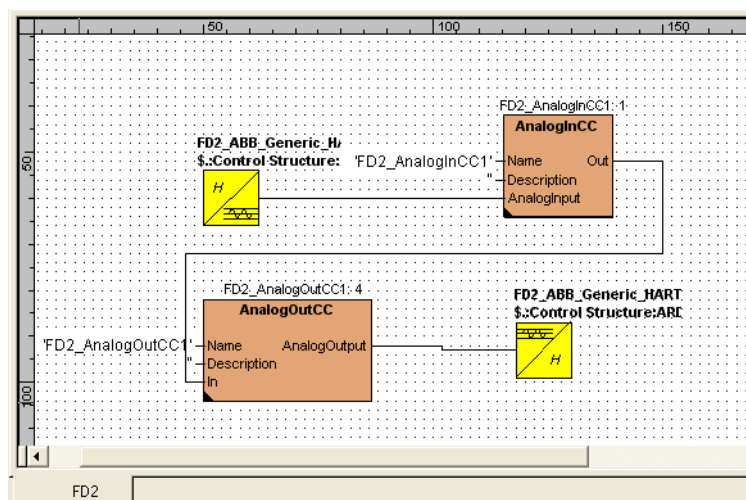 50 100 150
50
100
FD2_AnalogInCC1: 1
AnalogInCC
Name Out
Description
AnalogInput
'FD2_AnalogInCC1'
"
FD2_ABB_Generic_H
$.:Control Structure:
H
FD2_AnalogOutCC1: 4
AnalogOutCC
Name AnalogOutput
Description
In
'FD2_AnalogOutCC1'
"
FD2_ABB_Generic_HART
$.:Control Structure:ARD
H
FD2